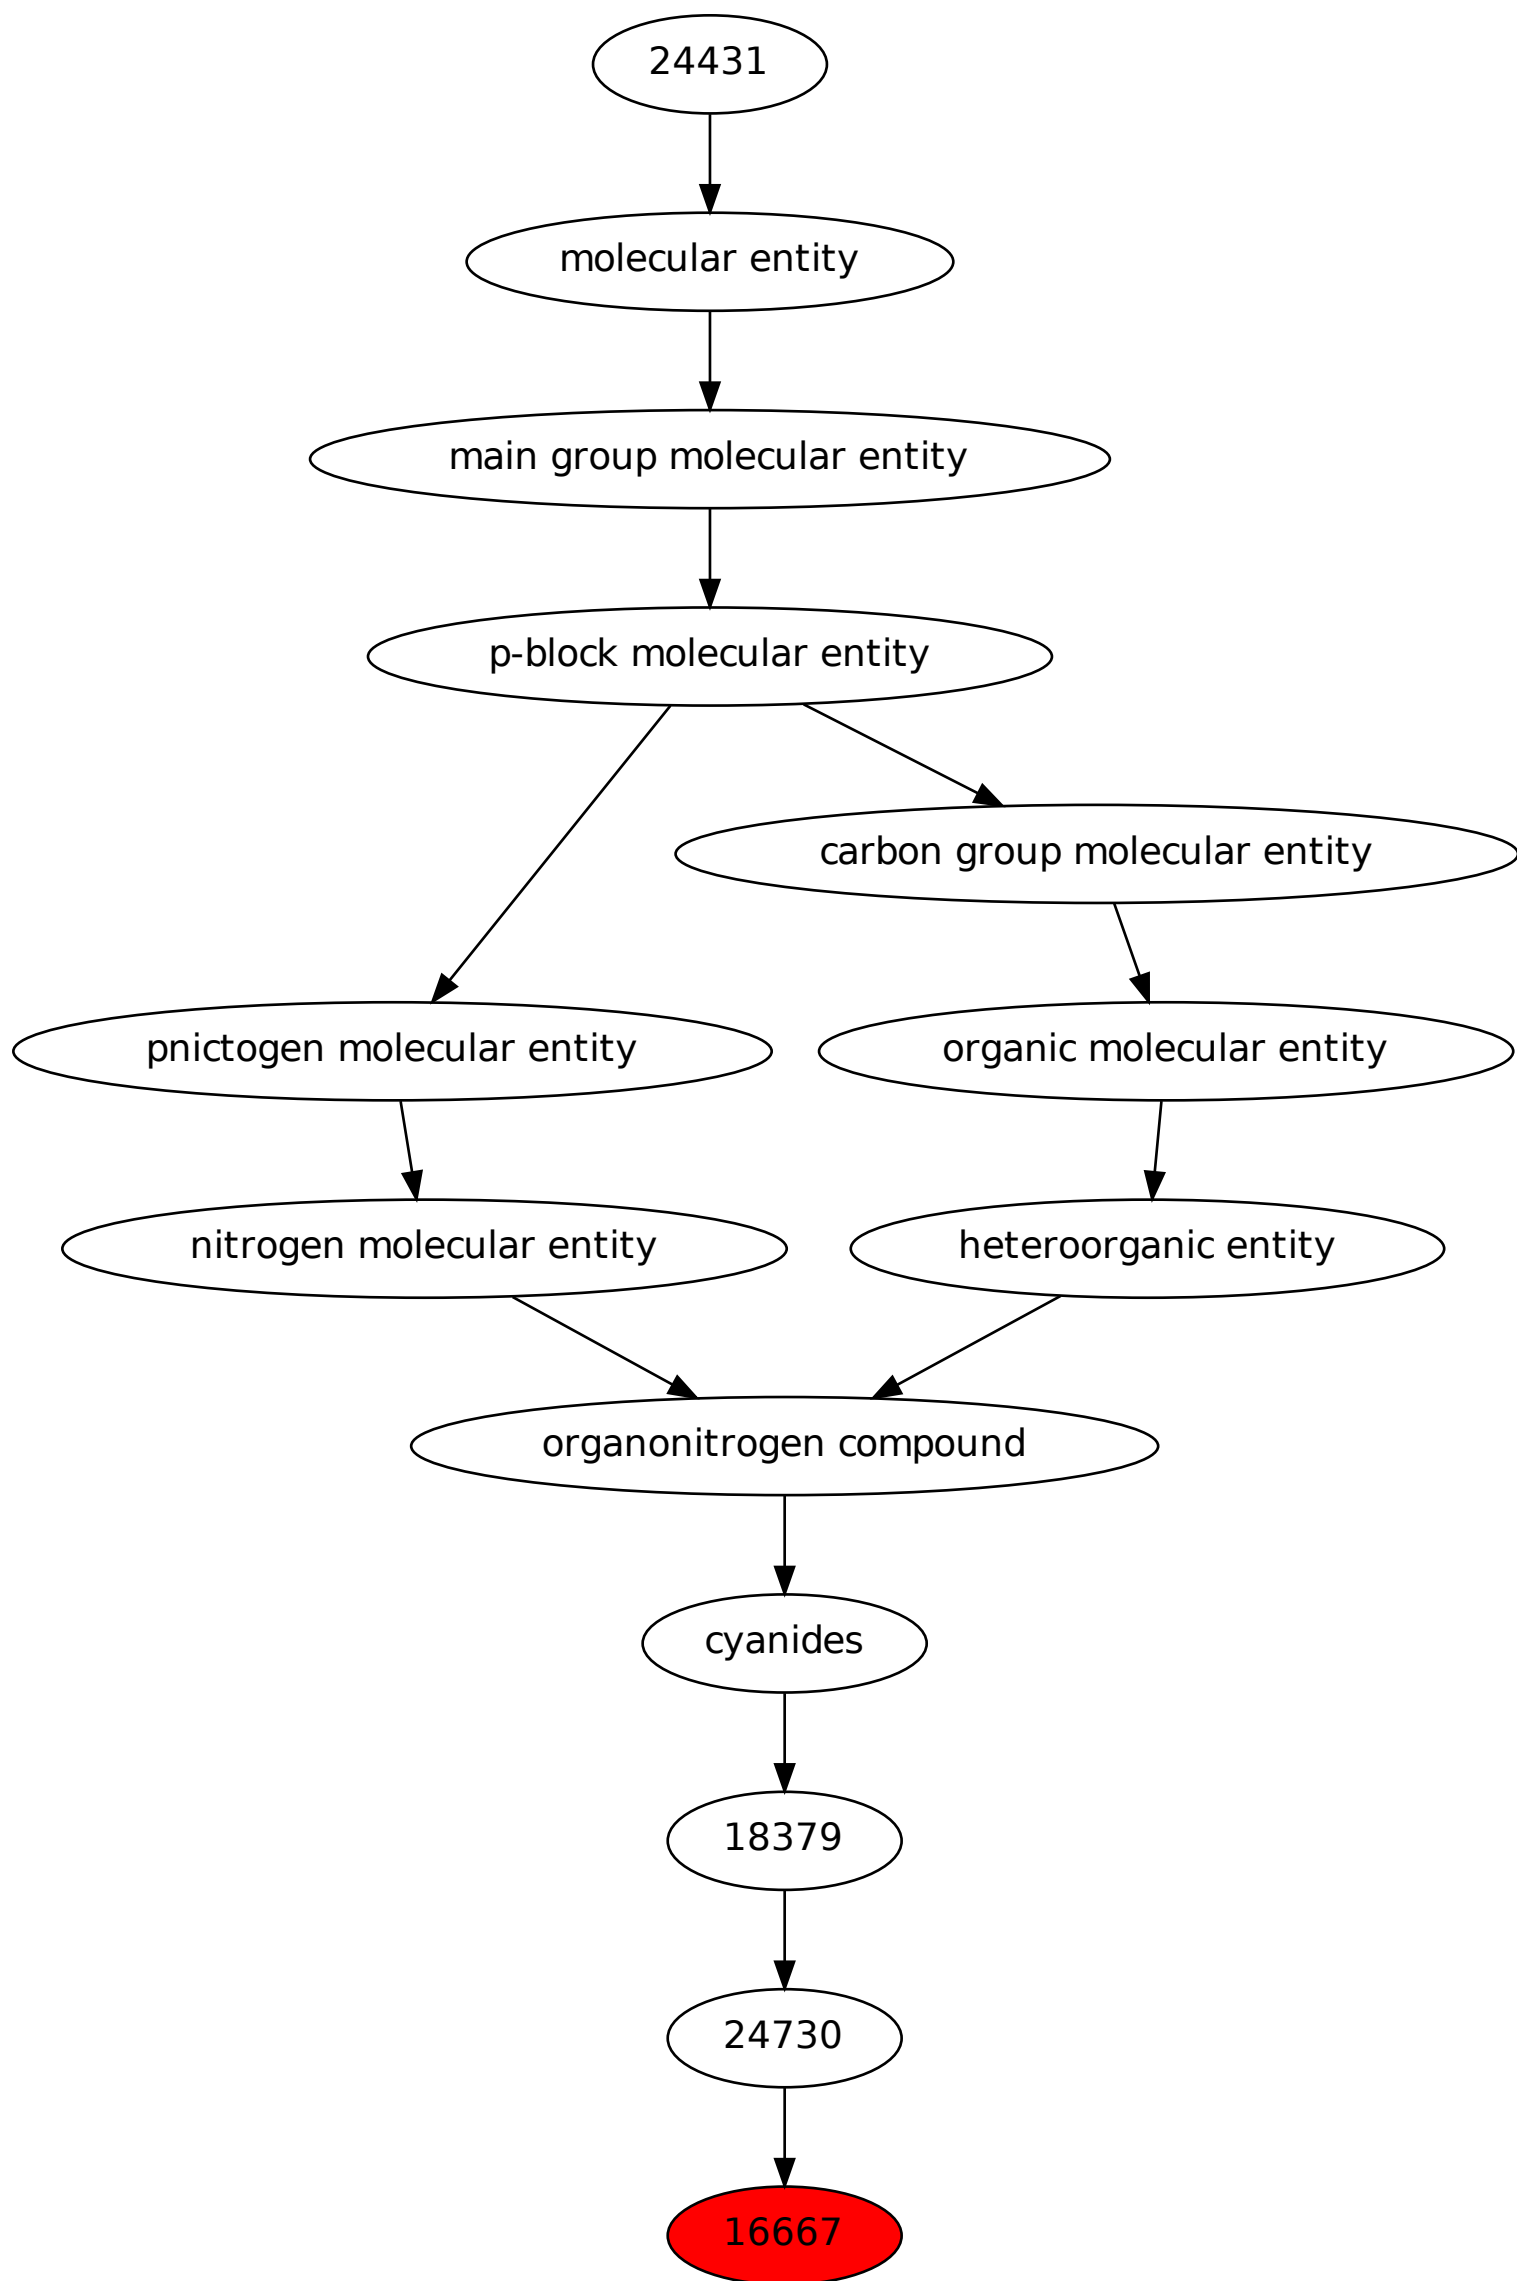 24431
molecular entity
main group molecular entity
p-block molecular entity
carbon group molecular entity
pnictogen molecular entity
organic molecular entity
nitrogen molecular entity
heteroorganic entity
organonitrogen compound
cyanides
18379
24730
16667